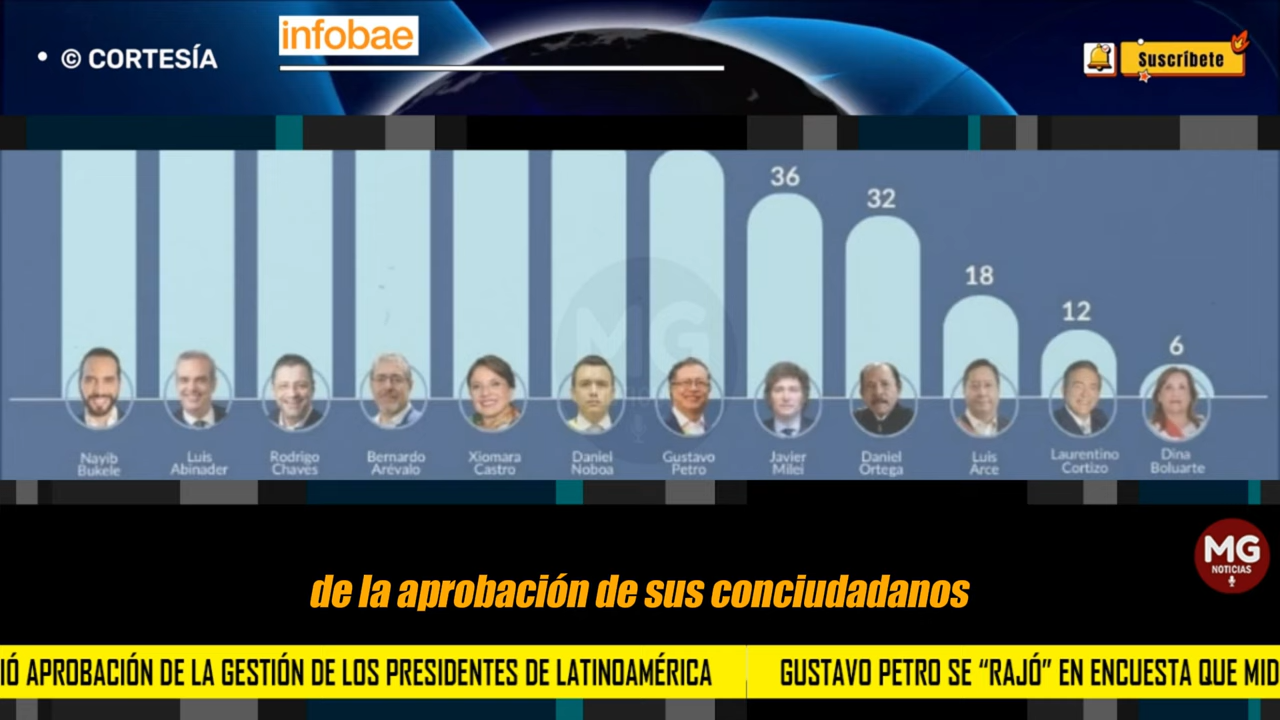 • © CORTESÍA
infobae
Suscríbete
36
32
18
12
6
MG
Nayib
Bukele
Luis
Abinader
Rodrigo
Chaves
Bernardo
Arévalo
Xiomara
Castro
Daniel
Noboa
Gustavo
Petro
Javier
Milei
Daniel
Ortega
Luis
Arce
Laurentino
Cortizo
Dina
Boluarte
MG
NOTICIAS
de la aprobación de sus conciudadanos
IÓ APROBACIÓN DE LA GESTIÓN DE LOS PRESIDENTES DE LATINOAMÉRICA
GUSTAVO PETRO SE “RAJÓ” EN ENCUESTA QUE MID